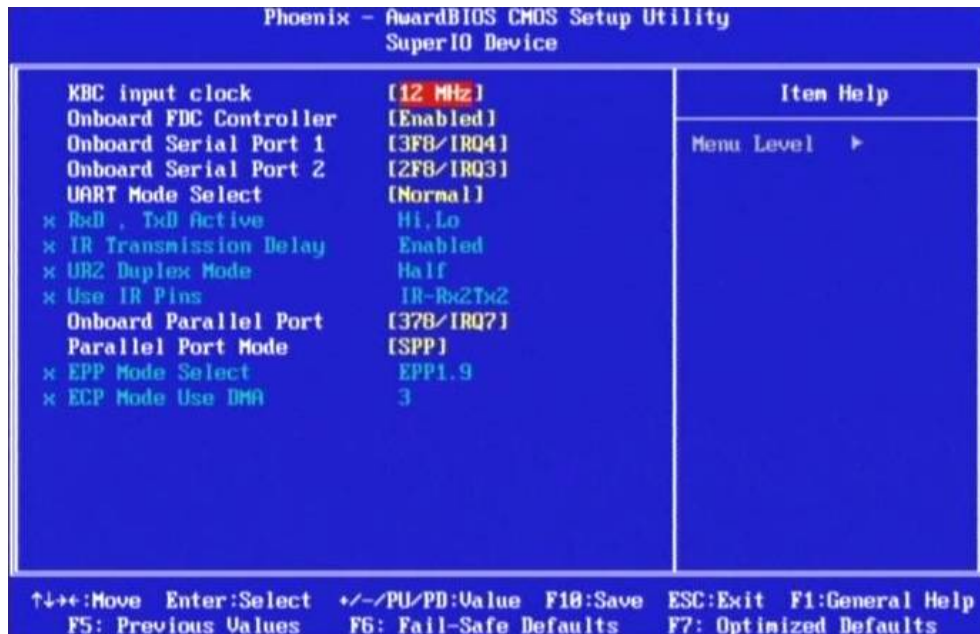 Phoenix - AwardBIOS CMOS Setup Utility
SuperIO Device
KBC input clock [12 MHz]
Onboard FDC Controller [Enabled]
Onboard Serial Port 1 [3F8/IRQ4]
Onboard Serial Port 2 [2F8/IRQ3]
UART Mode Select [Normal]
x RxD , TxD Active Hi,Lo
x IR Transmission Delay Enabled
x UR2 Duplex Mode Half
x Use IR Pins IR-Rx2Tx2
Onboard Parallel Port [378/IRQ7]
Parallel Port Mode [SPP]
x EPP Mode Select EPP1.9
x ECP Mode Use DMA 3
Item Help
Menu Level ►
↑↓→←:Move Enter:Select +/-/PU/PD:Value F10:Save ESC:Exit F1:General Help
F5: Previous Values F6: Fail-Safe Defaults F7: Optimized Defaults